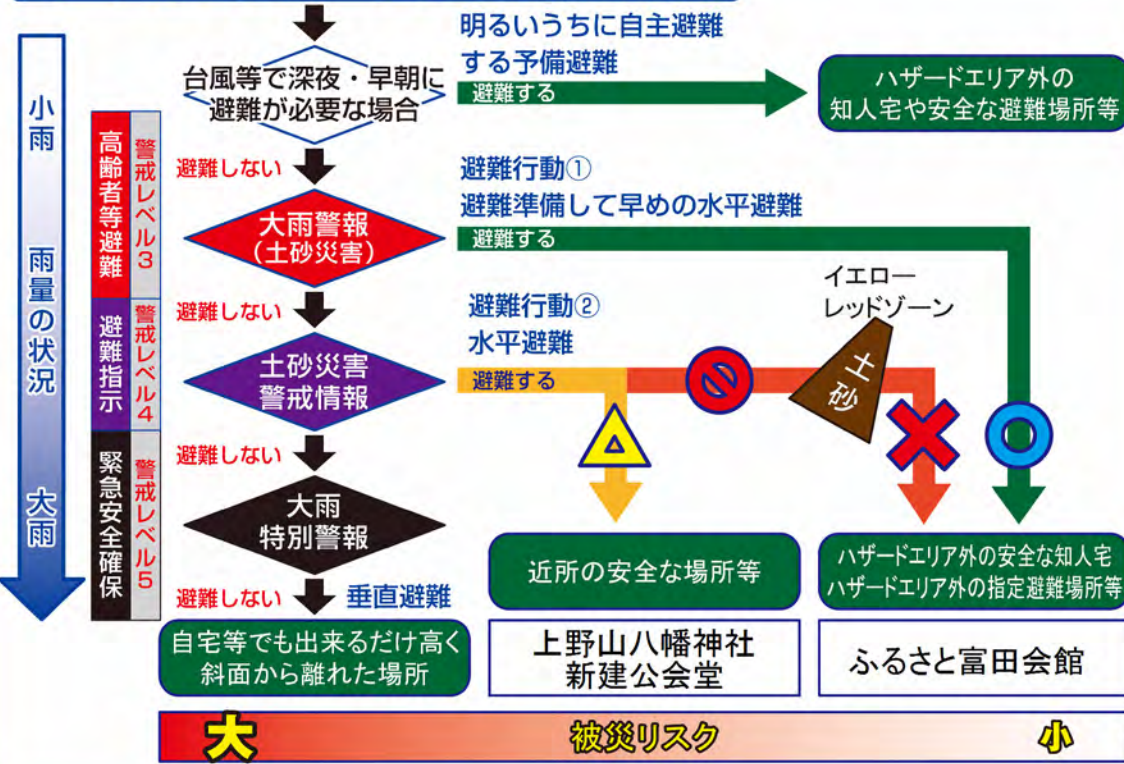 明るいうちに自主避難
する予備避難
台風等で深夜・早朝に
避難が必要な場合
避難する
ハザードエリア外の
知人宅や安全な避難場所等
小雨
雨量の状況
大雨
高齢者等避難
警戒レベル3
避難指示
警戒レベル4
緊急安全確保
警戒レベル5
避難しない
避難行動①
避難準備して早めの水平避難
大雨警報
(土砂災害)
避難する
イエロー
レッドゾーン
避難しない
避難行動②
水平避難
土砂災害
警戒情報
避難する
土砂
避難しない
大雨
特別警報
近所の安全な場所等
ハザードエリア外の安全な知人宅
ハザードエリア外の指定避難場所等
避難しない
垂直避難
自宅等でも出来るだけ高く
斜面から離れた場所
上野山八幡神社
新建公会堂
ふるさと富田会館
大
被災リスク
小